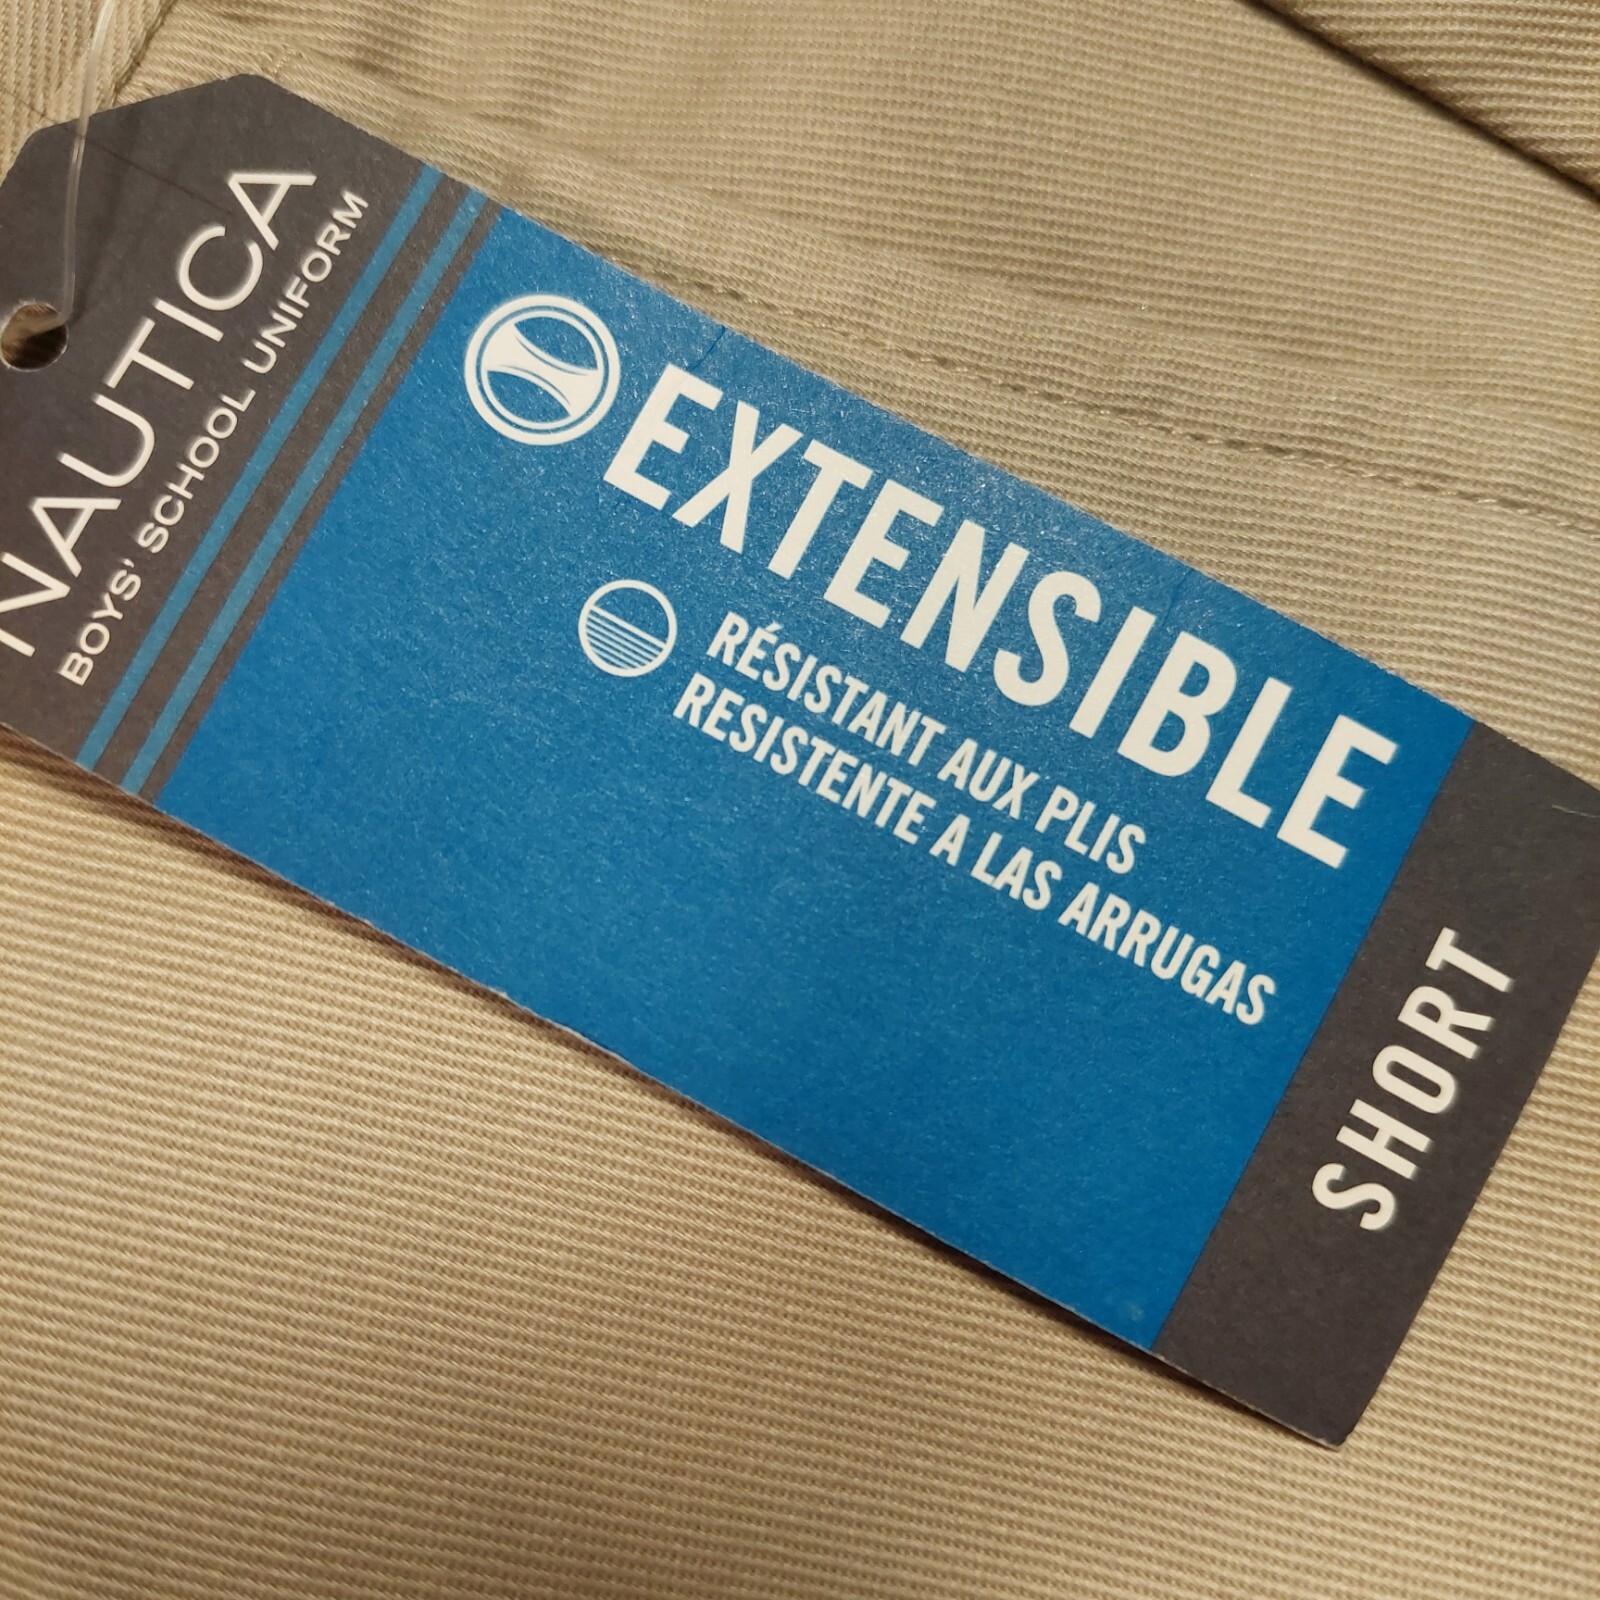 NAUTICA
BOYS' SCHOOL UNIFORM
EXTENSIBLE
RÉSISTANT AUX PLIS
RESISTENTE A LAS ARRUGAS
SHORT